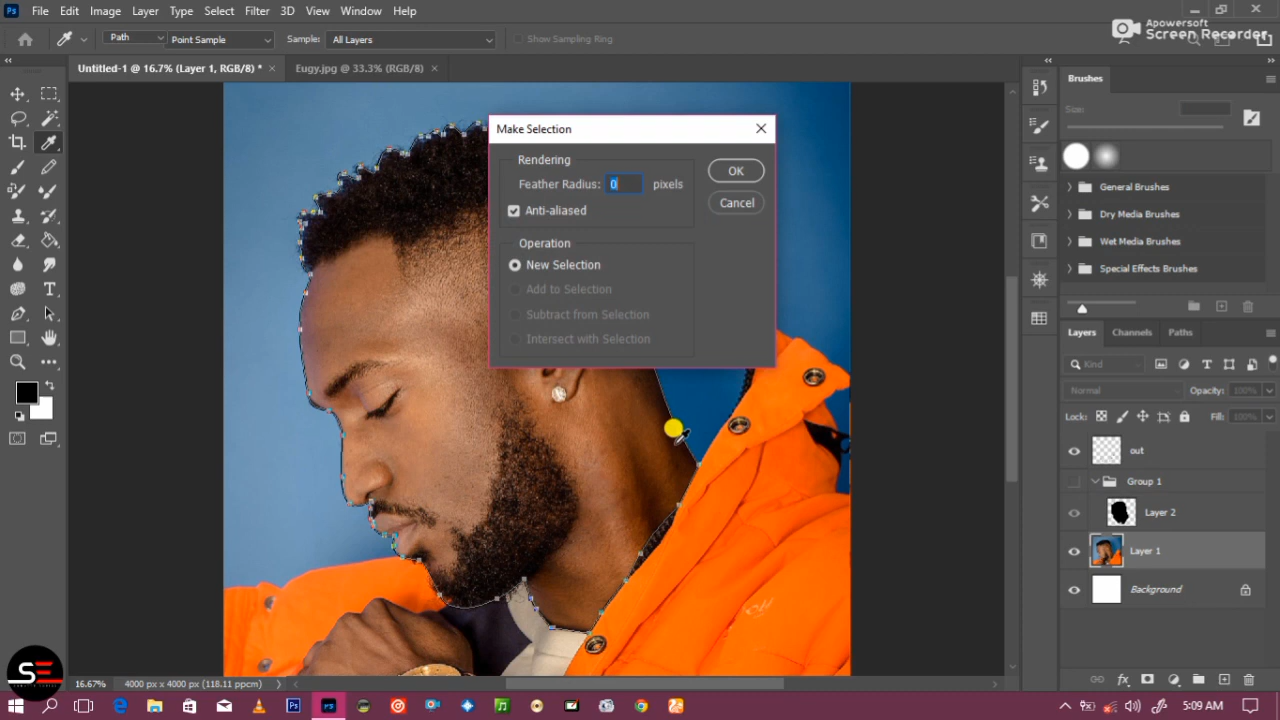 Ps File Edit Image Layer Type Select Filter 3D View Window Help
Apowersoft
Screen Recorder
Path Point Sample Sample: All Layers Show Sampling Ring
Untitled-1 @ 16.7% (Layer 1, RGB/8) * Eugy.jpg @ 33.3% (RGB/8)
Brushes
Size:
Make Selection
Rendering
Feather Radius: 0 pixels
Anti-aliased
OK
Cancel
Operation
New Selection
Add to Selection
Subtract from Selection
Intersect with Selection
General Brushes
Dry Media Brushes
Wet Media Brushes
Special Effects Brushes
Layers Channels Paths
Kind
Normal Opacity: 100%
Lock: Fill: 100%
out
Group 1
Layer 2
Layer 1
Background
SE
16.67% 4000 px x 4000 px (118.11 ppcm)
5:09 AM